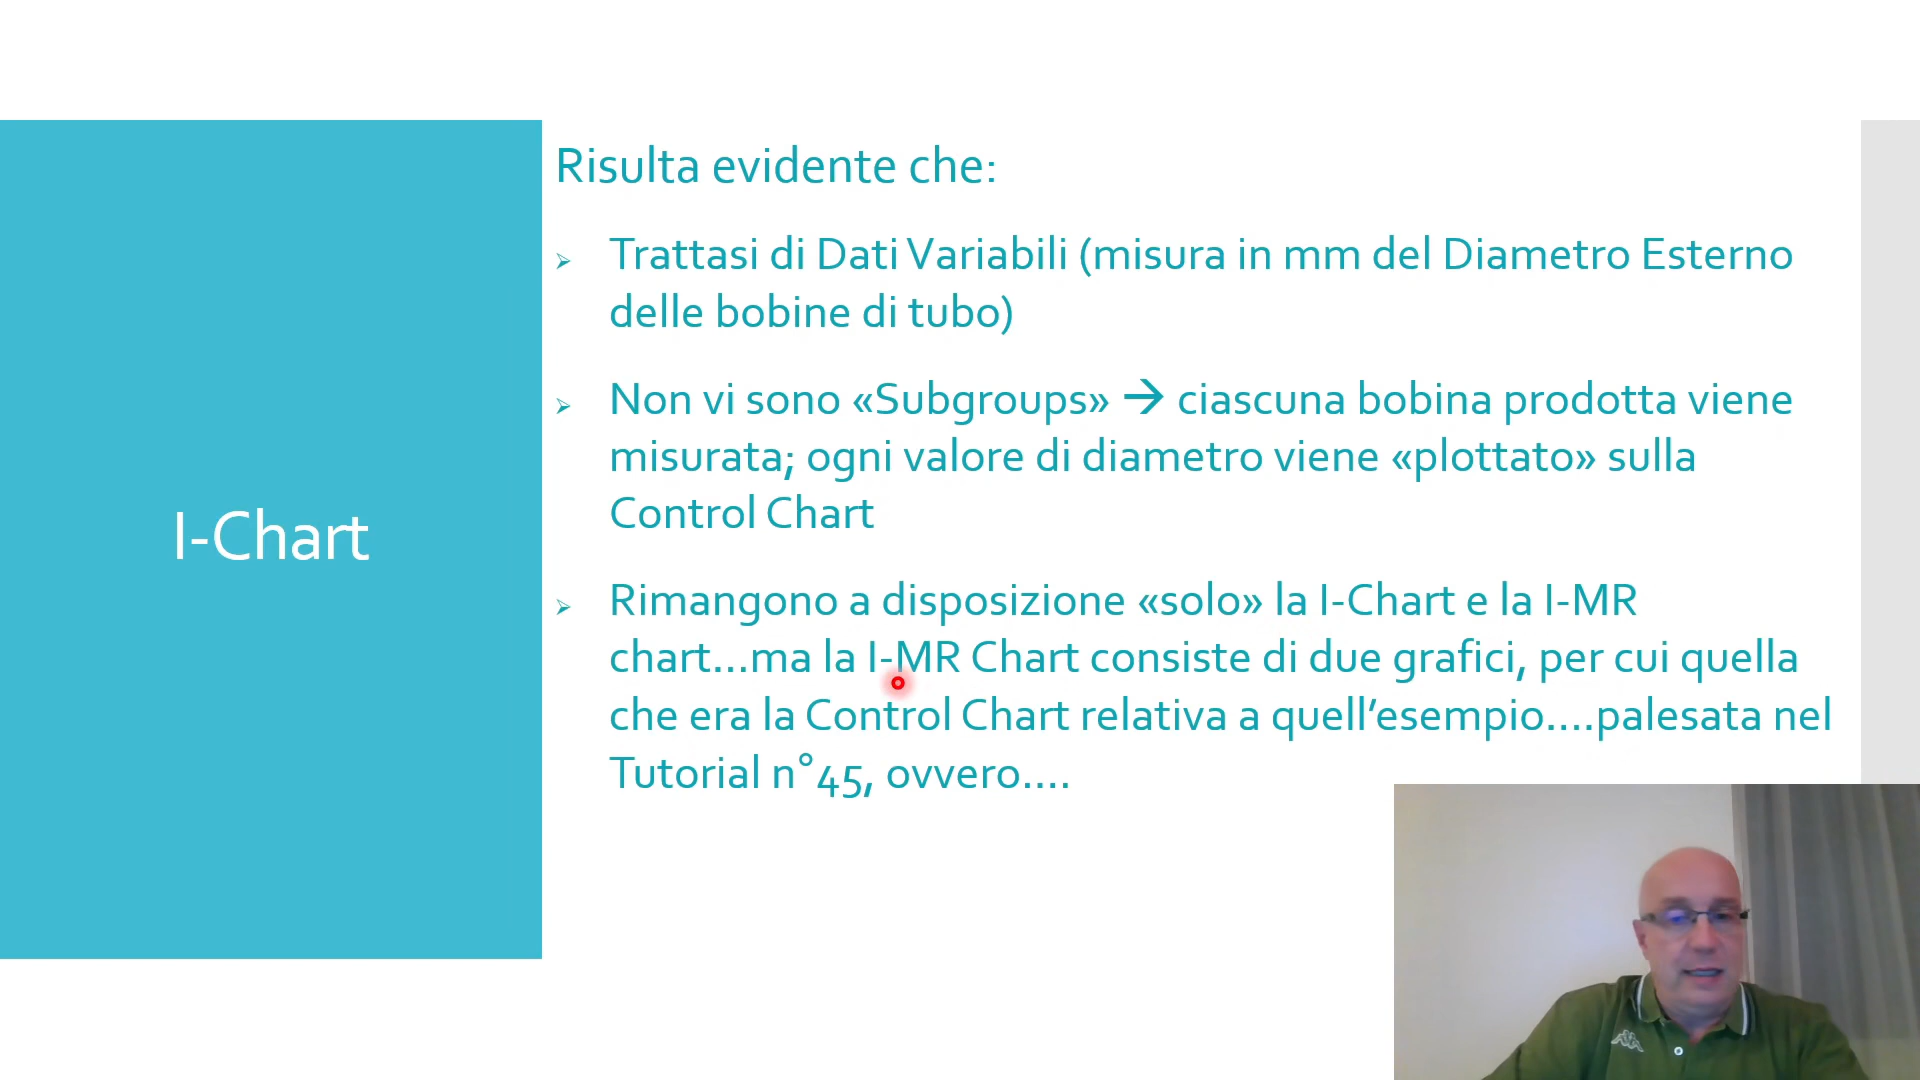 I-Chart
Risulta evidente che:
Trattasi di Dati Variabili (misura in mm del Diametro Esterno
delle bobine di tubo)
Non vi sono «Subgroups» → ciascuna bobina prodotta viene
misurata; ogni valore di diametro viene «plottato» sulla
Control Chart
Rimangono a disposizione «solo» la I-Chart e la I-MR
chart...ma la I-MR Chart consiste di due grafici, per cui quella
che era la Control Chart relativa a quell’esempio....palesata nel
Tutorial n°45, ovvero....